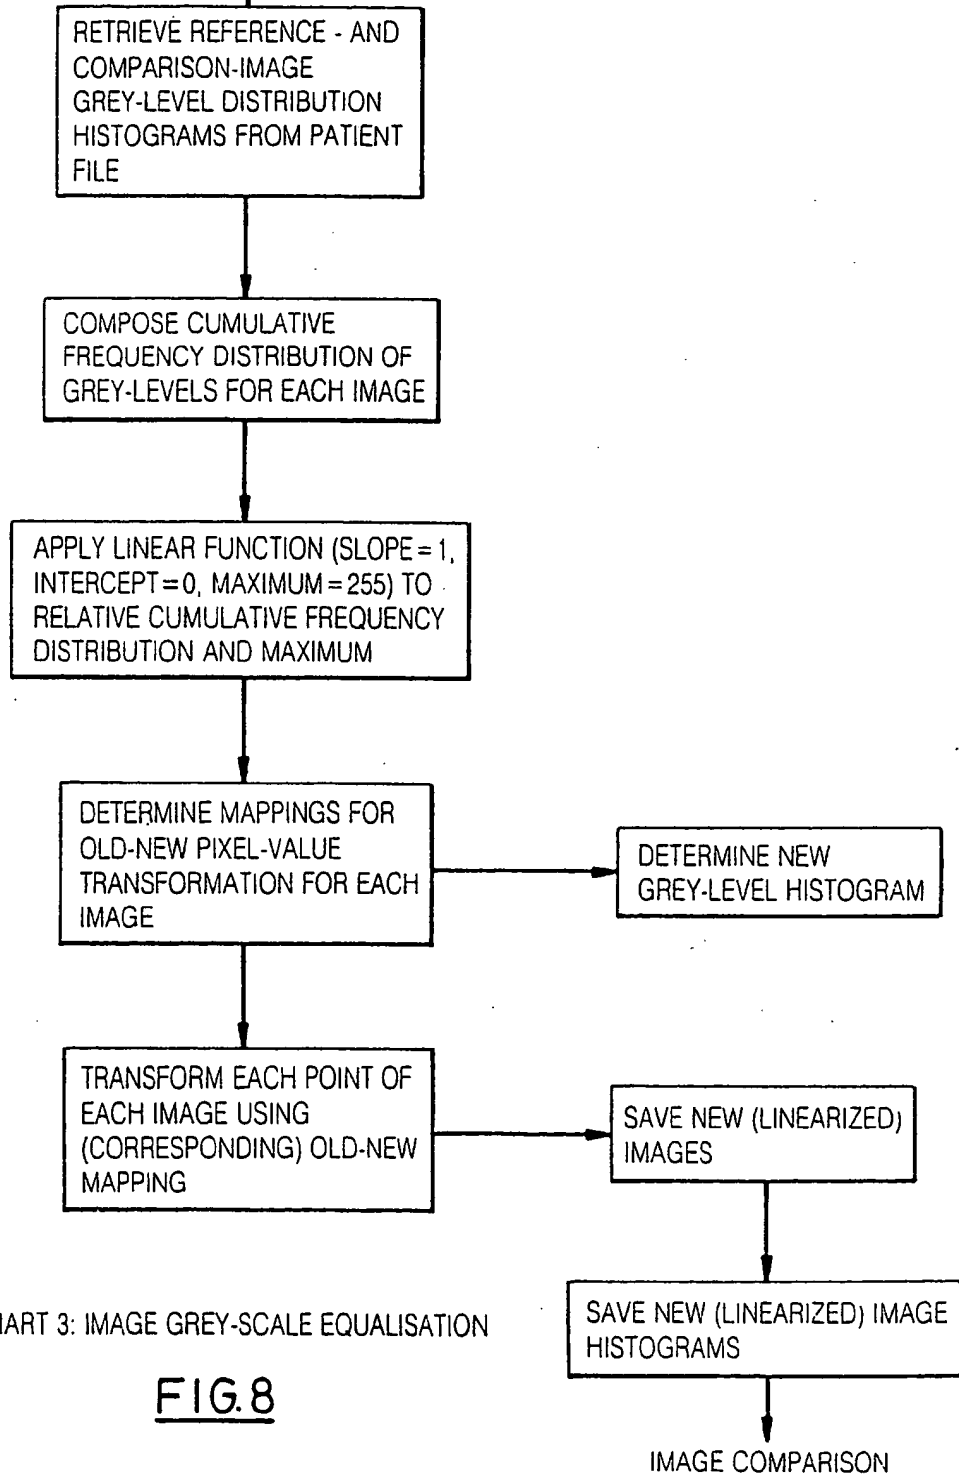 RETRIEVE REFERENCE - AND
COMPARISON-IMAGE
GREY-LEVEL DISTRIBUTION
HISTOGRAMS FROM PATIENT
FILE
COMPOSE CUMULATIVE
FREQUENCY DISTRIBUTION OF
GREY-LEVELS FOR EACH IMAGE
APPLY LINEAR FUNCTION (SLOPE=1,
INTERCEPT=0, MAXIMUM=255) TO
RELATIVE CUMULATIVE FREQUENCY
DISTRIBUTION AND MAXIMUM
DETERMINE MAPPINGS FOR
OLD-NEW PIXEL-VALUE
TRANSFORMATION FOR EACH
IMAGE
DETERMINE NEW
GREY-LEVEL HISTOGRAM
TRANSFORM EACH POINT OF
EACH IMAGE USING
(CORRESPONDING) OLD-NEW
MAPPING
SAVE NEW (LINEARIZED)
IMAGES
SAVE NEW (LINEARIZED) IMAGE
HISTOGRAMS
IMAGE COMPARISON
ART 3: IMAGE GREY-SCALE EQUALISATION
FIG.8